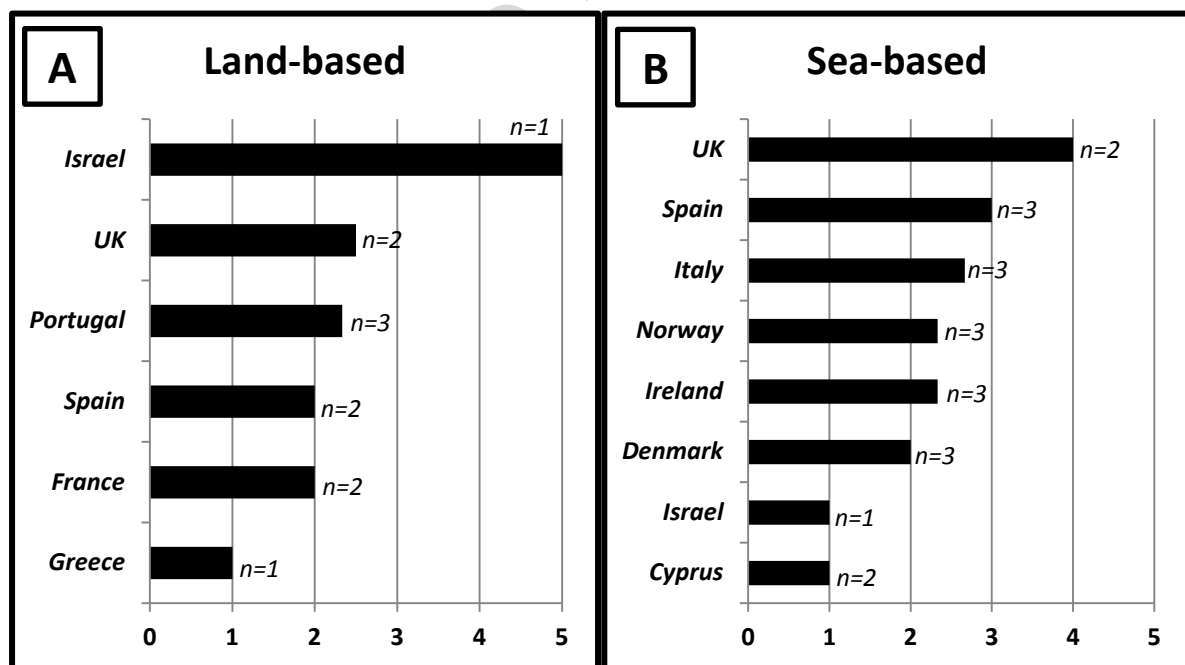 A
Land-based
n=1
Israel
UK n=2
Portugal n=3
Spain n=2
France n=2
Greece n=1
0 1 2 3 4 5
B
Sea-based
UK n=2
Spain n=3
Italy n=3
Norway n=3
Ireland n=3
Denmark n=3
Israel n=1
Cyprus n=2
0 1 2 3 4 5